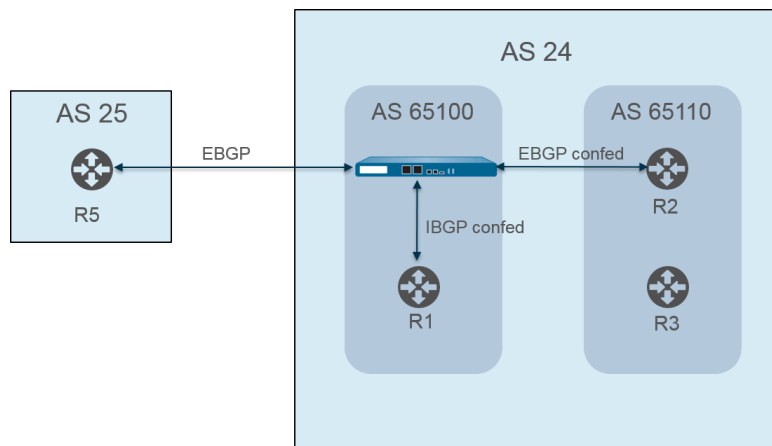 AS 24
AS 25
AS 65100
AS 65110
EBGP
EBGP confed
R5
R2
IBGP confed
R1
R3